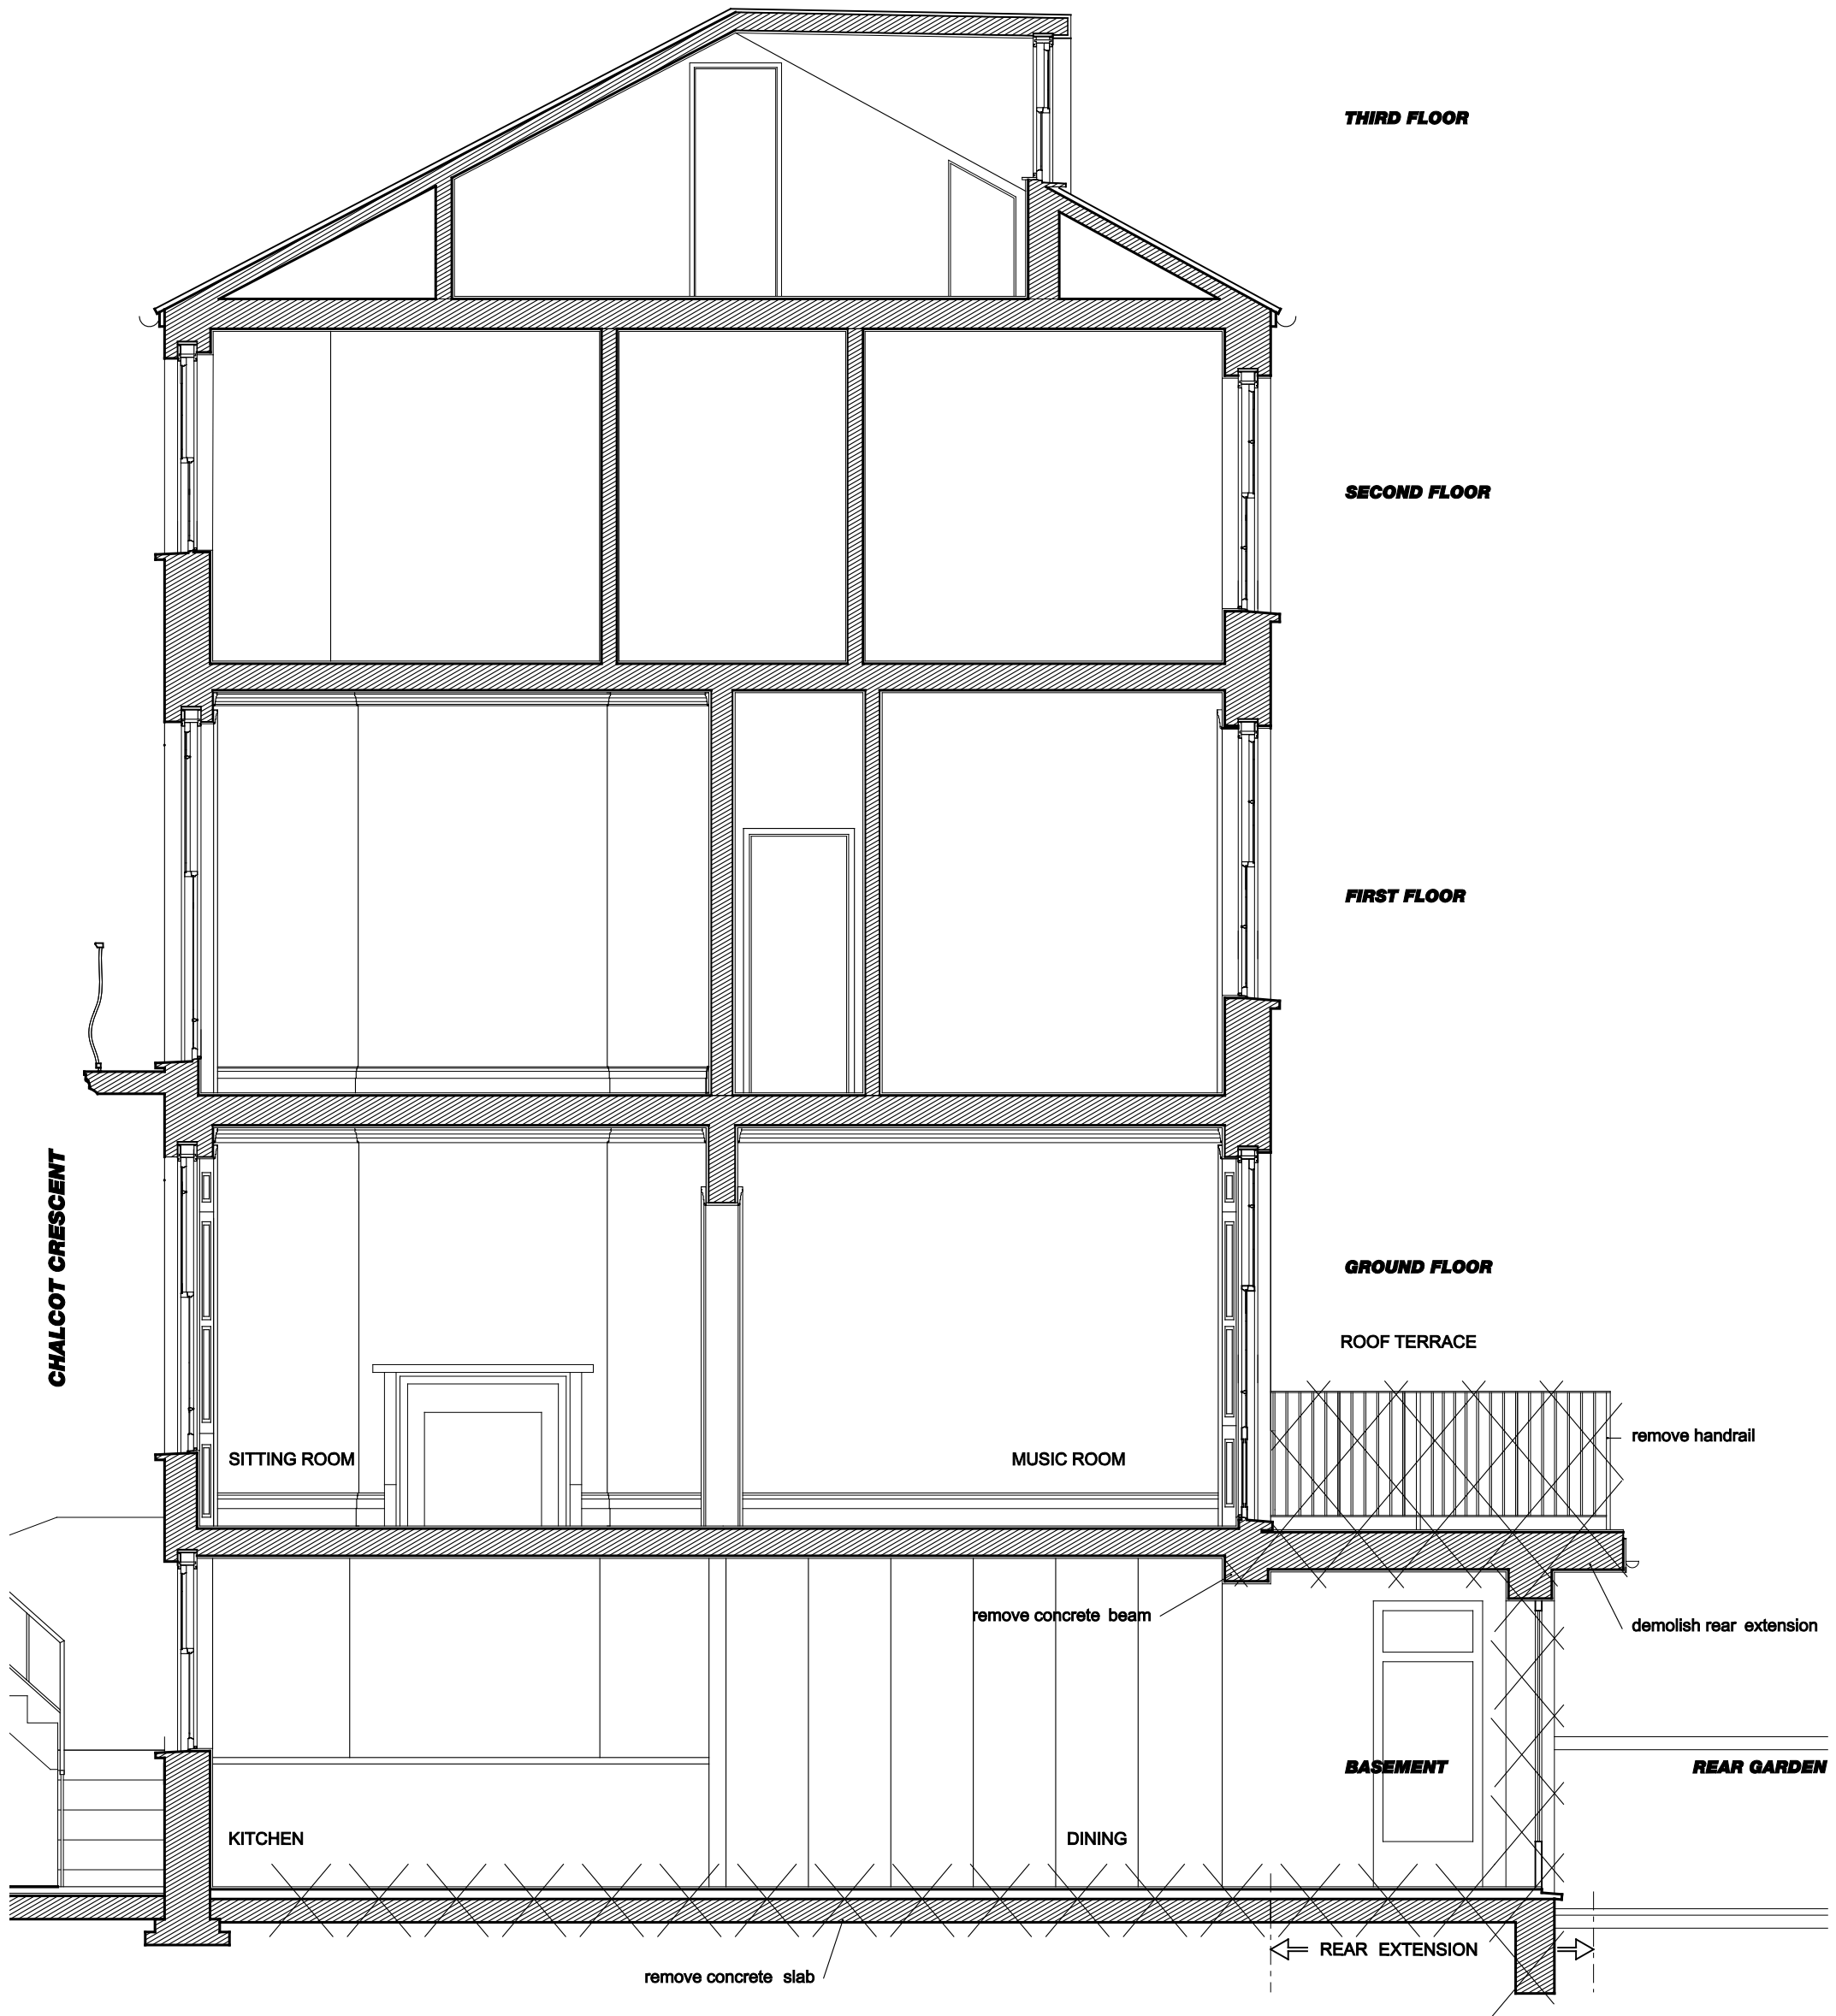 THIRD FLOOR
SECOND FLOOR
FIRST FLOOR
CHALCOT CRESCENT
GROUND FLOOR
ROOF TERRACE
remove handrail
SITTING ROOM
MUSIC ROOM
remove concrete beam
demolish rear extension
BASEMENT
REAR GARDEN
KITCHEN
DINING
REAR EXTENSION
remove concrete slab